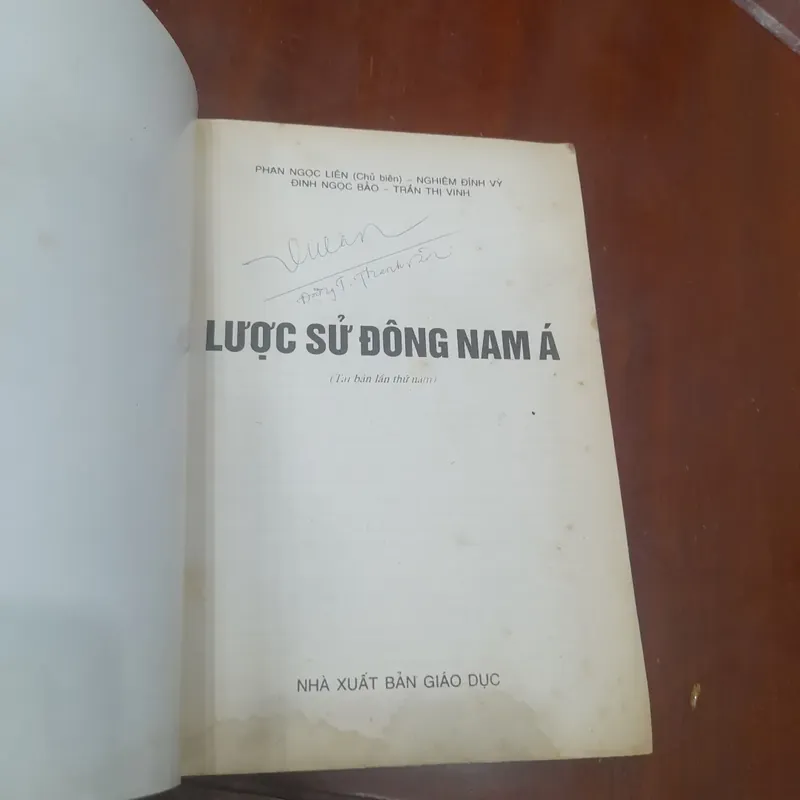 PHAN NGỌC LIÊN (Chủ biên) - NGHIÊM ĐÌNH VỲ
ĐINH NGỌC BẢO - TRẦN THỊ VINH
LƯỢC SỬ ĐÔNG NAM Á
(Tái bản lần thứ năm)
NHÀ XUẤT BẢN GIÁO DỤC